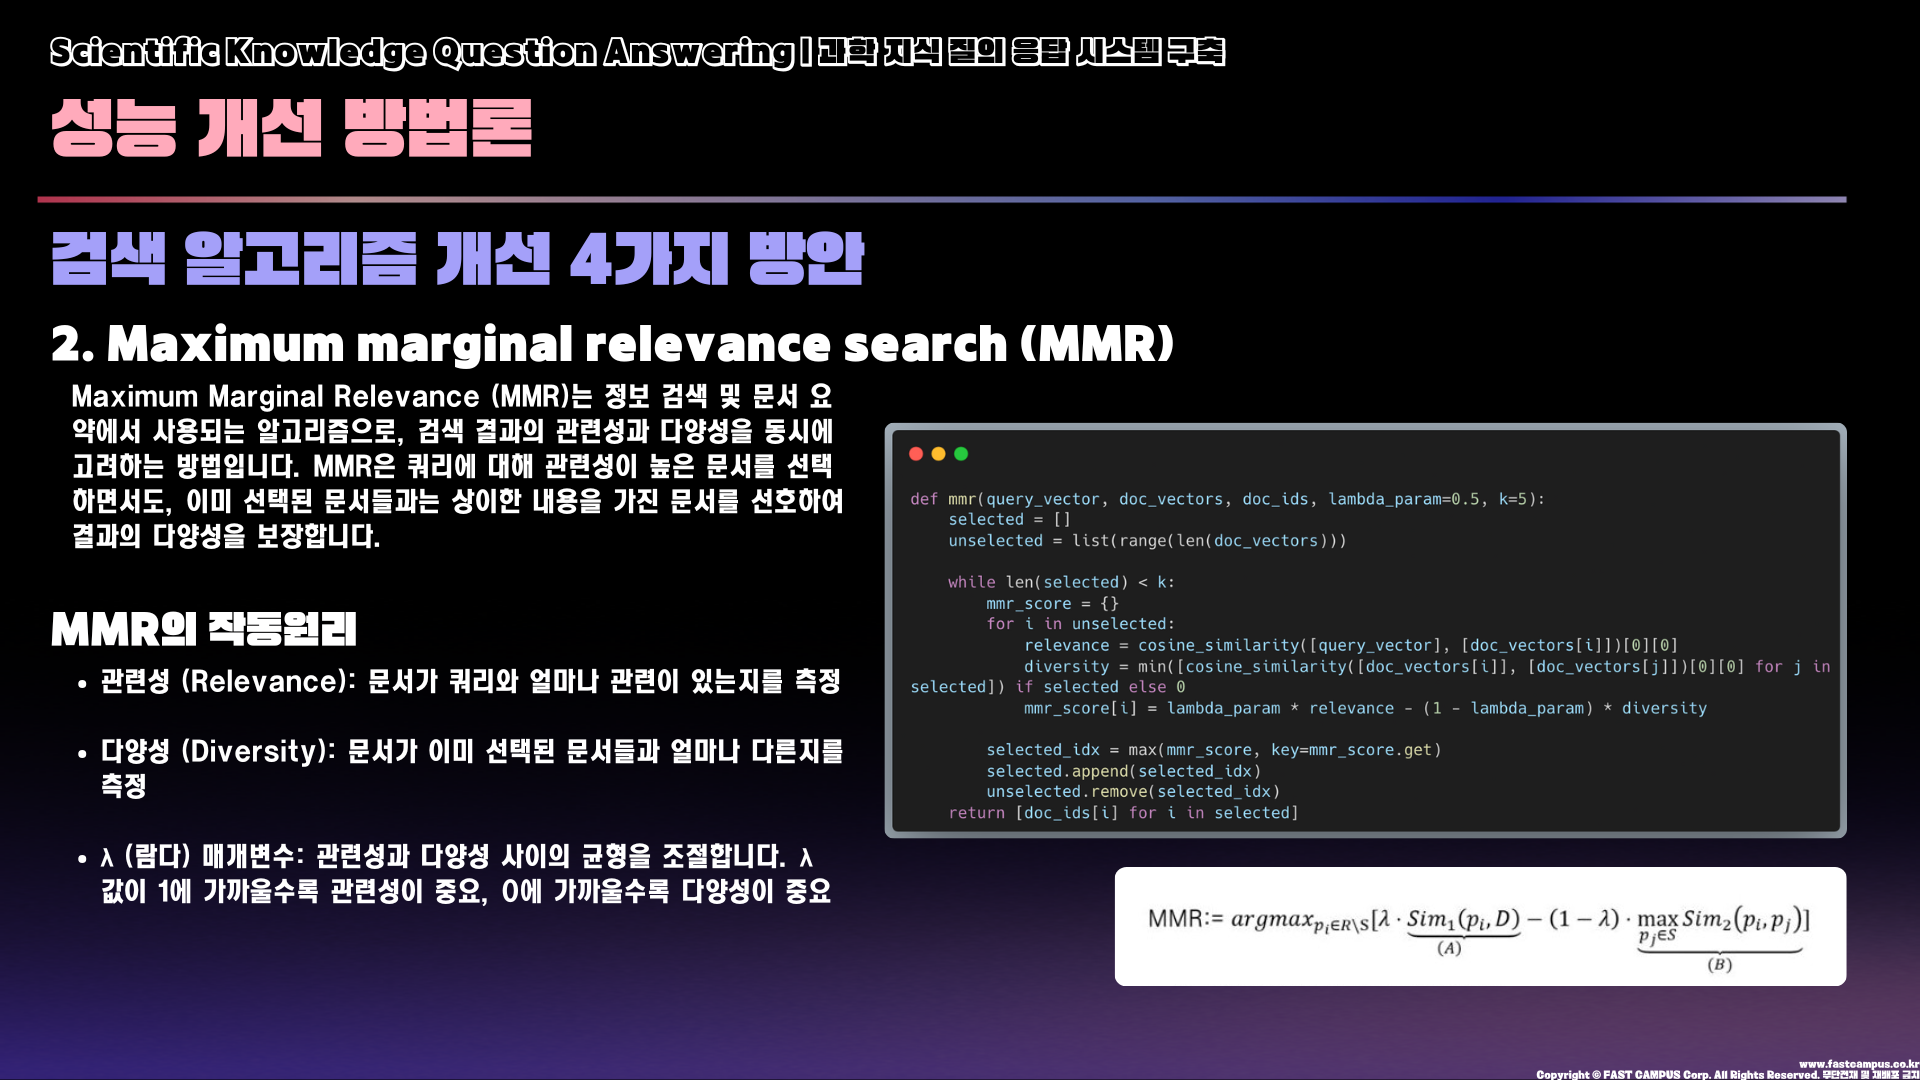 Scientific Knowledge Question Answering | 과학 지식 질의 응답 시스템 구축
성능 개선 방법론
검색 알고리즘 개선 4가지 방안
2. Maximum marginal relevance search (MMR)
Maximum Marginal Relevance (MMR)는 정보 검색 및 문서 요
약에서 사용되는 알고리즘으로, 검색 결과의 관련성과 다양성을 동시에
고려하는 방법입니다. MMR은 쿼리에 대해 관련성이 높은 문서를 선택
하면서도, 이미 선택된 문서들과는 상이한 내용을 가진 문서를 선호하여
결과의 다양성을 보장합니다.
MMR의 작동원리
• 관련성 (Relevance): 문서가 쿼리와 얼마나 관련이 있는지를 측정
• 다양성 (Diversity): 문서가 이미 선택된 문서들과 얼마나 다른지를
측정
• λ (람다) 매개변수: 관련성과 다양성 사이의 균형을 조절합니다. λ
값이 1에 가까울수록 관련성이 중요, 0에 가까울수록 다양성이 중요
def mmr(query_vector, doc_vectors, doc_ids, lambda_param=0.5, k=5):
    selected = []
    unselected = list(range(len(doc_vectors)))
    while len(selected) < k:
        mmr_score = {}
        for i in unselected:
            relevance = cosine_similarity([query_vector], [doc_vectors[i]])[0][0]
            diversity = min([cosine_similarity([doc_vectors[i]], [doc_vectors[j]])[0][0] for j in
selected]) if selected else 0
            mmr_score[i] = lambda_param * relevance - (1 - lambda_param) * diversity
        selected_idx = max(mmr_score, key=mmr_score.get)
        selected.append(selected_idx)
        unselected.remove(selected_idx)
    return [doc_ids[i] for i in selected]
MMR:= argmax_{p_i∈R\S}[λ · Sim₁(p_i, D) − (1 − λ) · max_{p_j∈S} Sim₂(p_i, p_j)]
(A)
(B)
www.fastcampus.co.kr
Copyright © FAST CAMPUS Corp. All Rights Reserved. 무단전재 및 재배포 금지